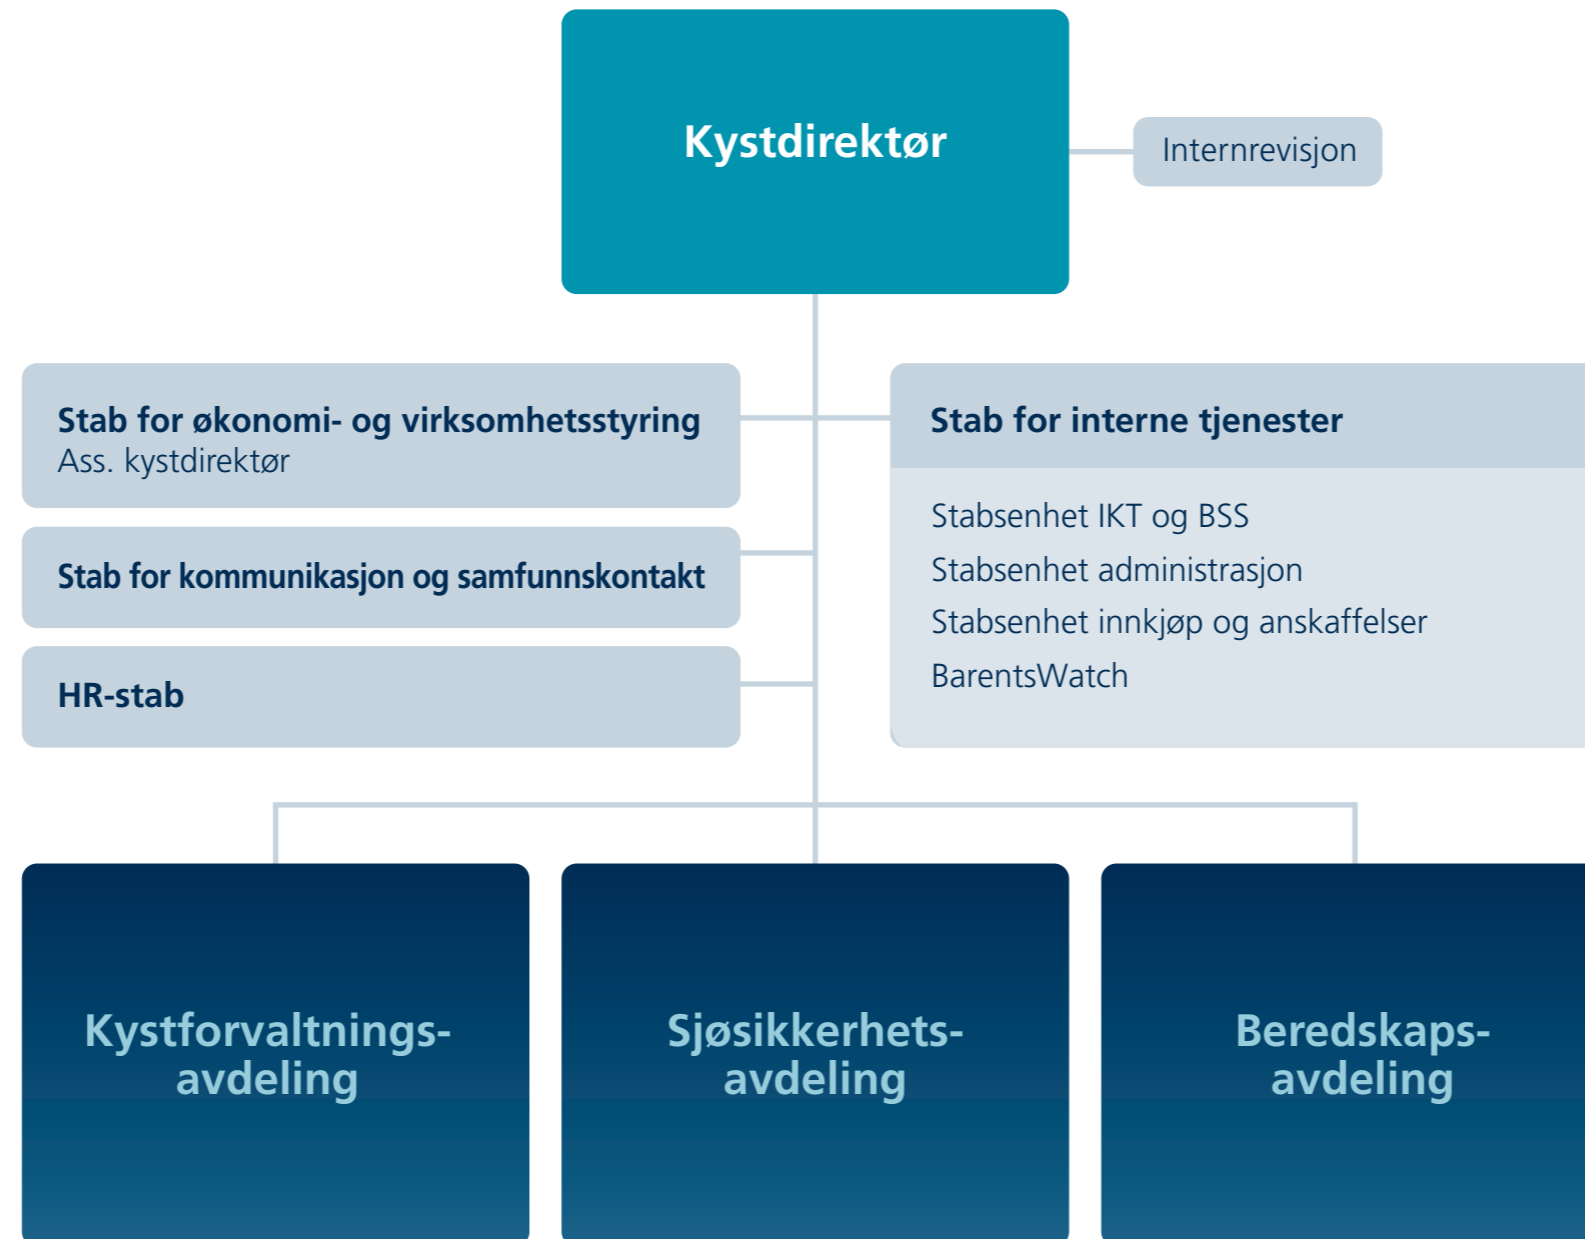 Kystdirektør
Internrevisjon
Stab for økonomi- og virksomhetsstyring
Ass. kystdirektør
Stab for kommunikasjon og samfunnskontakt
HR-stab
Stab for interne tjenester
Stabsenhet IKT og BSS
Stabsenhet administrasjon
Stabsenhet innkjøp og anskaffelser
BarentsWatch
Kystforvaltnings-
avdeling
Sjøsikkerhets-
avdeling
Beredskaps-
avdeling